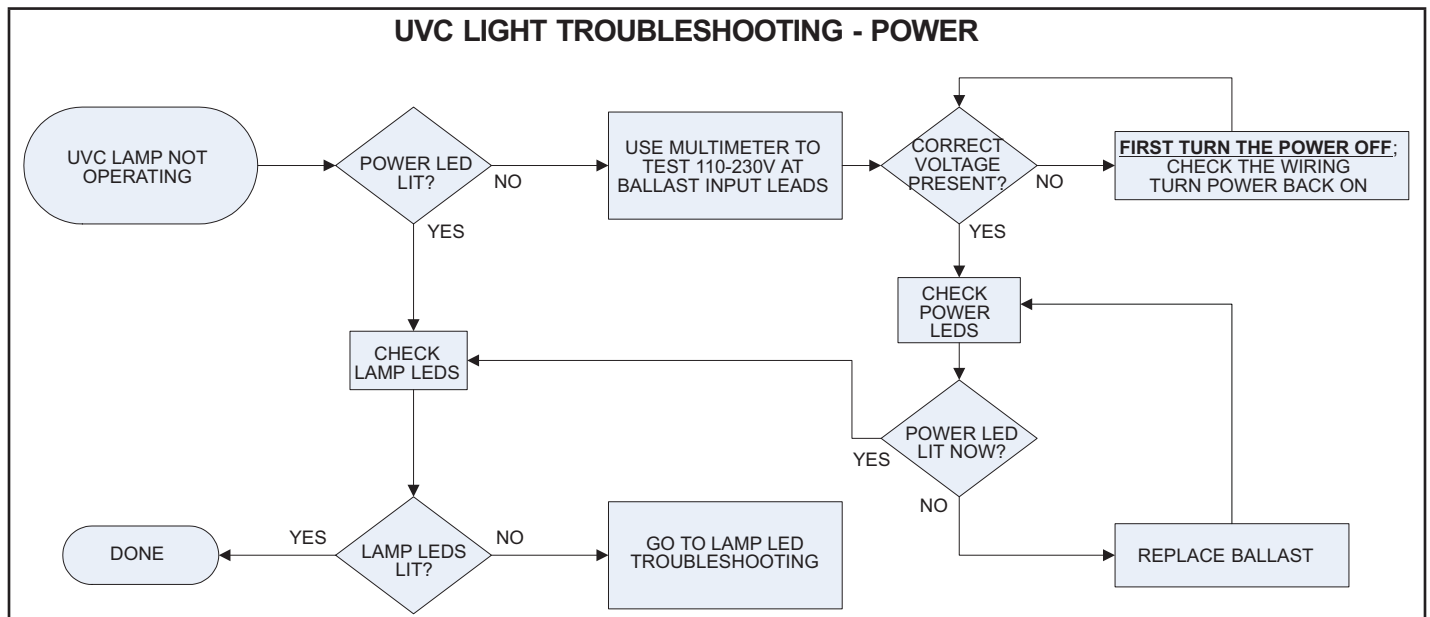 UVC LIGHT TROUBLESHOOTING - POWER
UVC LAMP NOT
OPERATING
POWER LED
LIT?
NO
YES
USE MULTIMETER TO
TEST 110-230V AT
BALLAST INPUT LEADS
CORRECT
VOLTAGE
PRESENT?
NO
YES
FIRST TURN THE POWER OFF;
CHECK THE WIRING
TURN POWER BACK ON
CHECK
POWER
LEDS
CHECK
LAMP LEDS
POWER LED
LIT NOW?
YES
NO
REPLACE BALLAST
LAMP LEDS
LIT?
YES
NO
DONE
GO TO LAMP LED
TROUBLESHOOTING